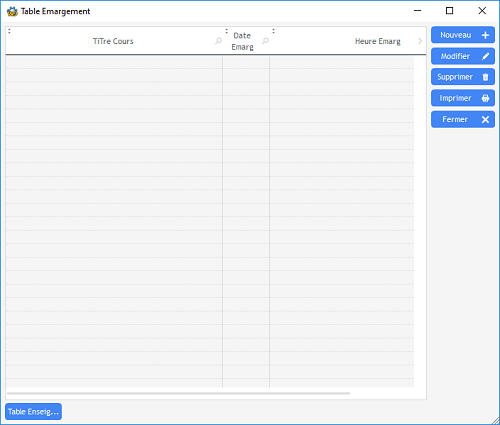 Table Emargement
TiTre Cours
Date
Emarg
Heure Emarg
Nouveau
Modifier
Supprimer
Imprimer
Fermer
Table Enseig...